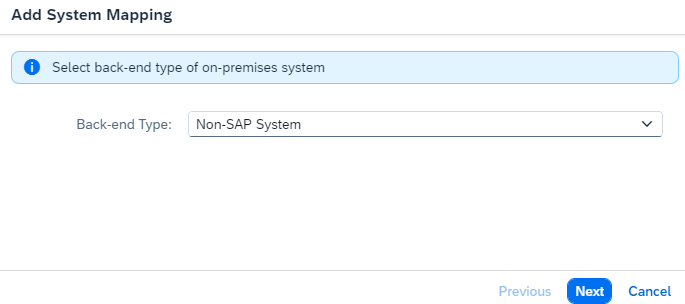 Add System Mapping
Select back-end type of on-premises system
Back-end Type: Non-SAP System
Previous Next Cancel